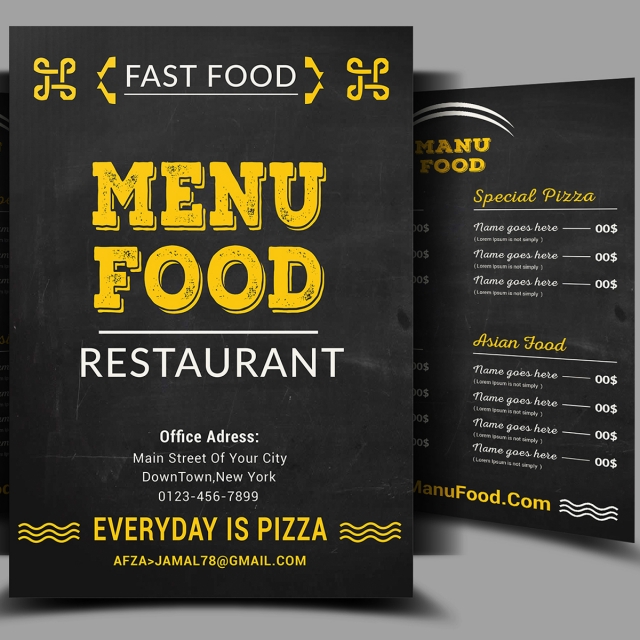 FAST FOOD
MENU
FOOD
RESTAURANT
Office Adress:
Main Street Of Your City
DownTown,New York
0123-456-7899
EVERYDAY IS PIZZA
AFZA>JAMAL78@GMAIL.COM
MANU
FOOD
Special Pizza
Name goes here 00$
( Lorem Ipsum is not simply )
Name goes here 00$
( Lorem Ipsum is not simply )
Name goes here 00$
( Lorem Ipsum is not simply )
Asian Food
Name goes here 00$
( Lorem Ipsum is not simply )
Name goes here 00$
( Lorem Ipsum is not simply )
Name goes here 00$
( Lorem Ipsum is not simply )
Name goes here 00$
( Lorem Ipsum is not simply )
ManuFood.Com